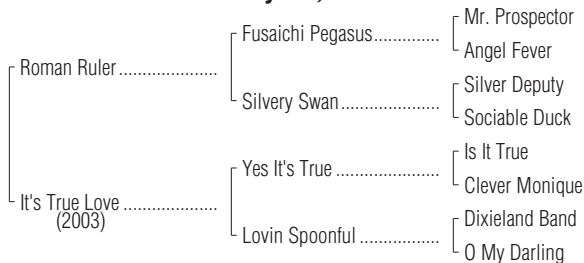 Mr. Prospector
Fusaichi Pegasus
Angel Fever
Roman Ruler
Silver Deputy
Silvery Swan
Sociable Duck
Is It True
Yes It's True
Clever Monique
It's True Love
(2003)
Dixieland Band
Lovin Spoonful
O My Darling